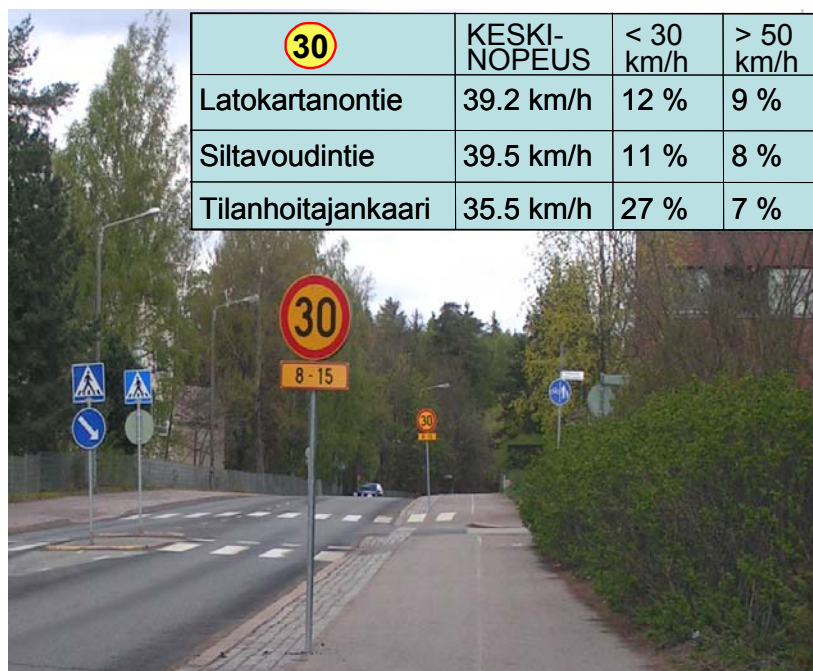 30 KESKI-NOPEUS < 30 km/h > 50 km/h
Latokartanontie 39.2 km/h 12 % 9 %
Siltavoudintie 39.5 km/h 11 % 8 %
Tilanhoitajankaari 35.5 km/h 27 % 7 %
30
8 - 15
30